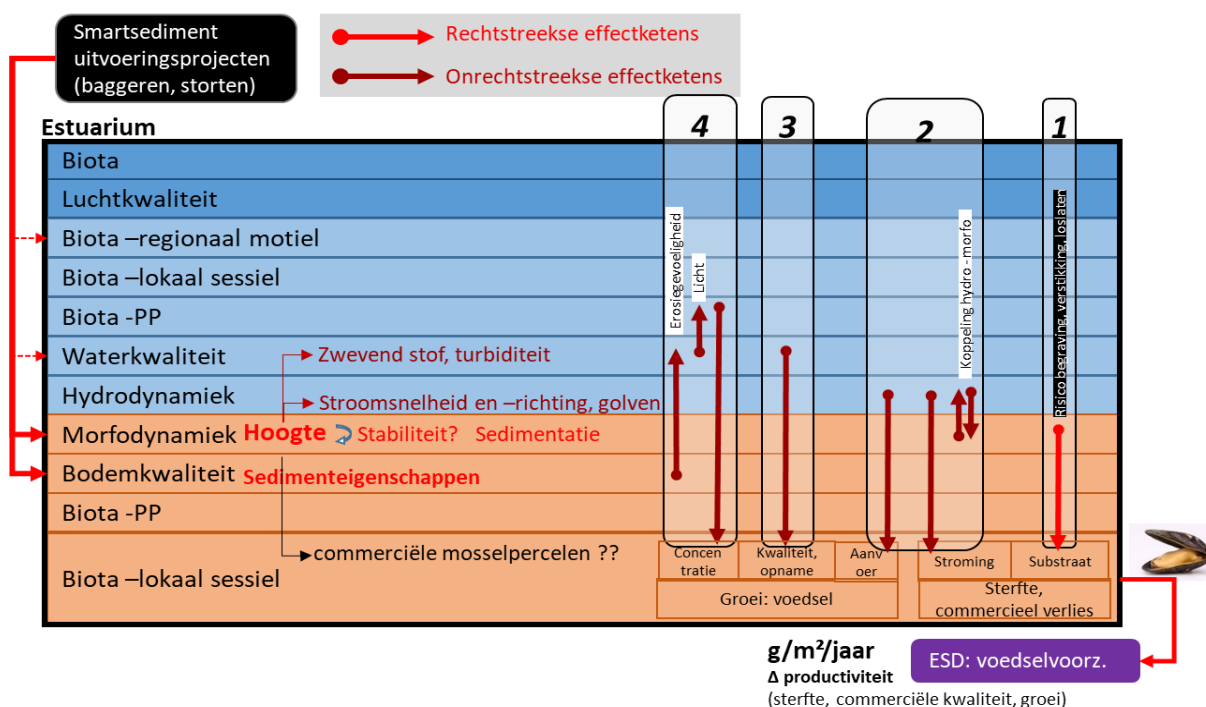 Smartsediment
uitvoeringsprojecten
(baggeren, storten)
Rechtstreekse effectketens
Onrechtstreekse effectketens
Estuarium
4
3
2
1
Biota
Luchtkwaliteit
Biota –regionaal motiel
Biota –lokaal sessiel
Biota -PP
Waterkwaliteit
Zwevend stof, turbiditeit
Hydrodynamiek
Stroomsnelheid en –richting, golven
Morfodynamiek Hoogte Stabiliteit? Sedimentatie
Bodemkwaliteit Sedimenteigenschappen
Biota -PP
Biota –lokaal sessiel
commerciële mosselpercelen ??
Erosiegevoeligheid
Licht
Koppeling hydro - morfo
Risico begraving, verstikking, loslaten
Concen
tratie
Kwaliteit,
opname
Aanv
oer
Stroming
Substraat
Groei: voedsel
Sterfte,
commercieel verlies
g/m²/jaar
Δ productiviteit
(sterfte, commerciële kwaliteit, groei)
ESD: voedselvoorz.